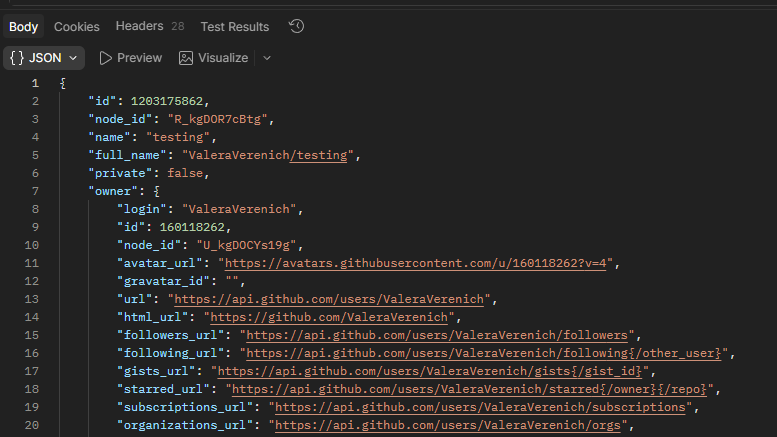 Body Cookies Headers 28 Test Results
{} JSON Preview Visualize
1 {
2 "id": 1203175862,
3 "node_id": "R_kgDOR7cBtg",
4 "name": "testing",
5 "full_name": "ValeraVerenich/testing",
6 "private": false,
7 "owner": {
8 "login": "ValeraVerenich",
9 "id": 160118262,
10 "node_id": "U_kgDOCYs19g",
11 "avatar_url": "https://avatars.githubusercontent.com/u/160118262?v=4",
12 "gravatar_id": "",
13 "url": "https://api.github.com/users/ValeraVerenich",
14 "html_url": "https://github.com/ValeraVerenich",
15 "followers_url": "https://api.github.com/users/ValeraVerenich/followers",
16 "following_url": "https://api.github.com/users/ValeraVerenich/following{/other_user}",
17 "gists_url": "https://api.github.com/users/ValeraVerenich/gists{/gist_id}",
18 "starred_url": "https://api.github.com/users/ValeraVerenich/starred{/owner}{/repo}",
19 "subscriptions_url": "https://api.github.com/users/ValeraVerenich/subscriptions",
20 "organizations_url": "https://api.github.com/users/ValeraVerenich/orgs",